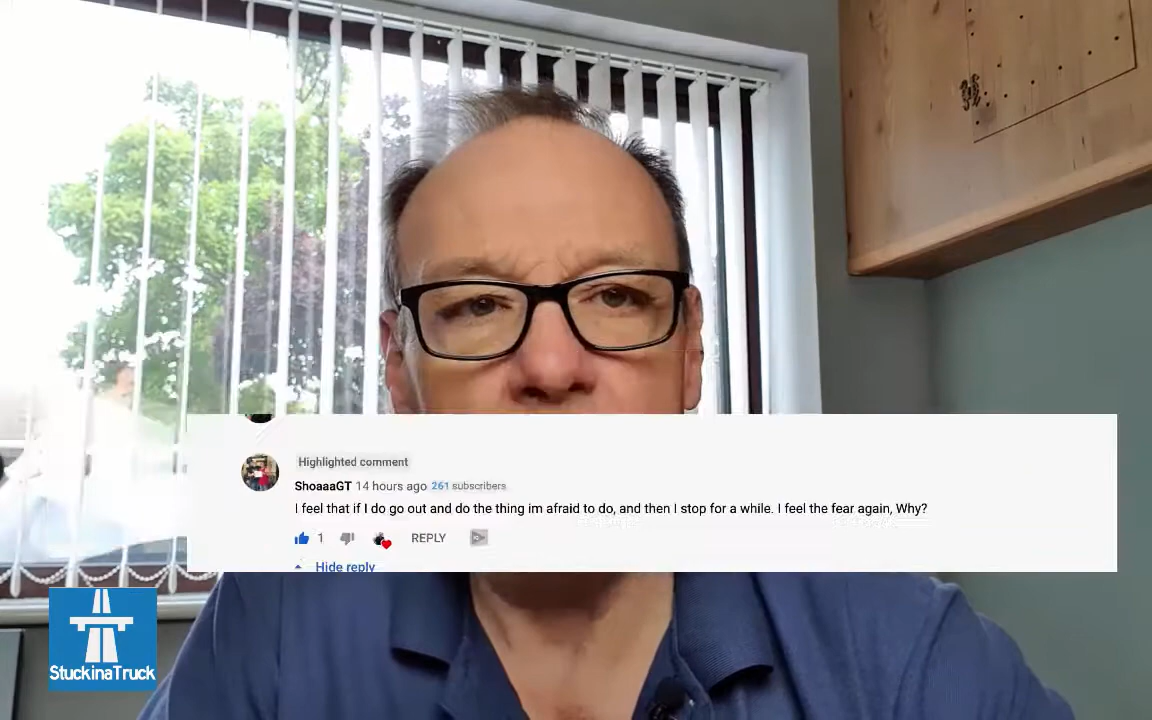 Highlighted comment
ShoaaaGT 14 hours ago 261 subscribers
I feel that if I do go out and do the thing im afraid to do, and then I stop for a while. I feel the fear again, Why?
1 REPLY
Hide reply
StuckinaTruck